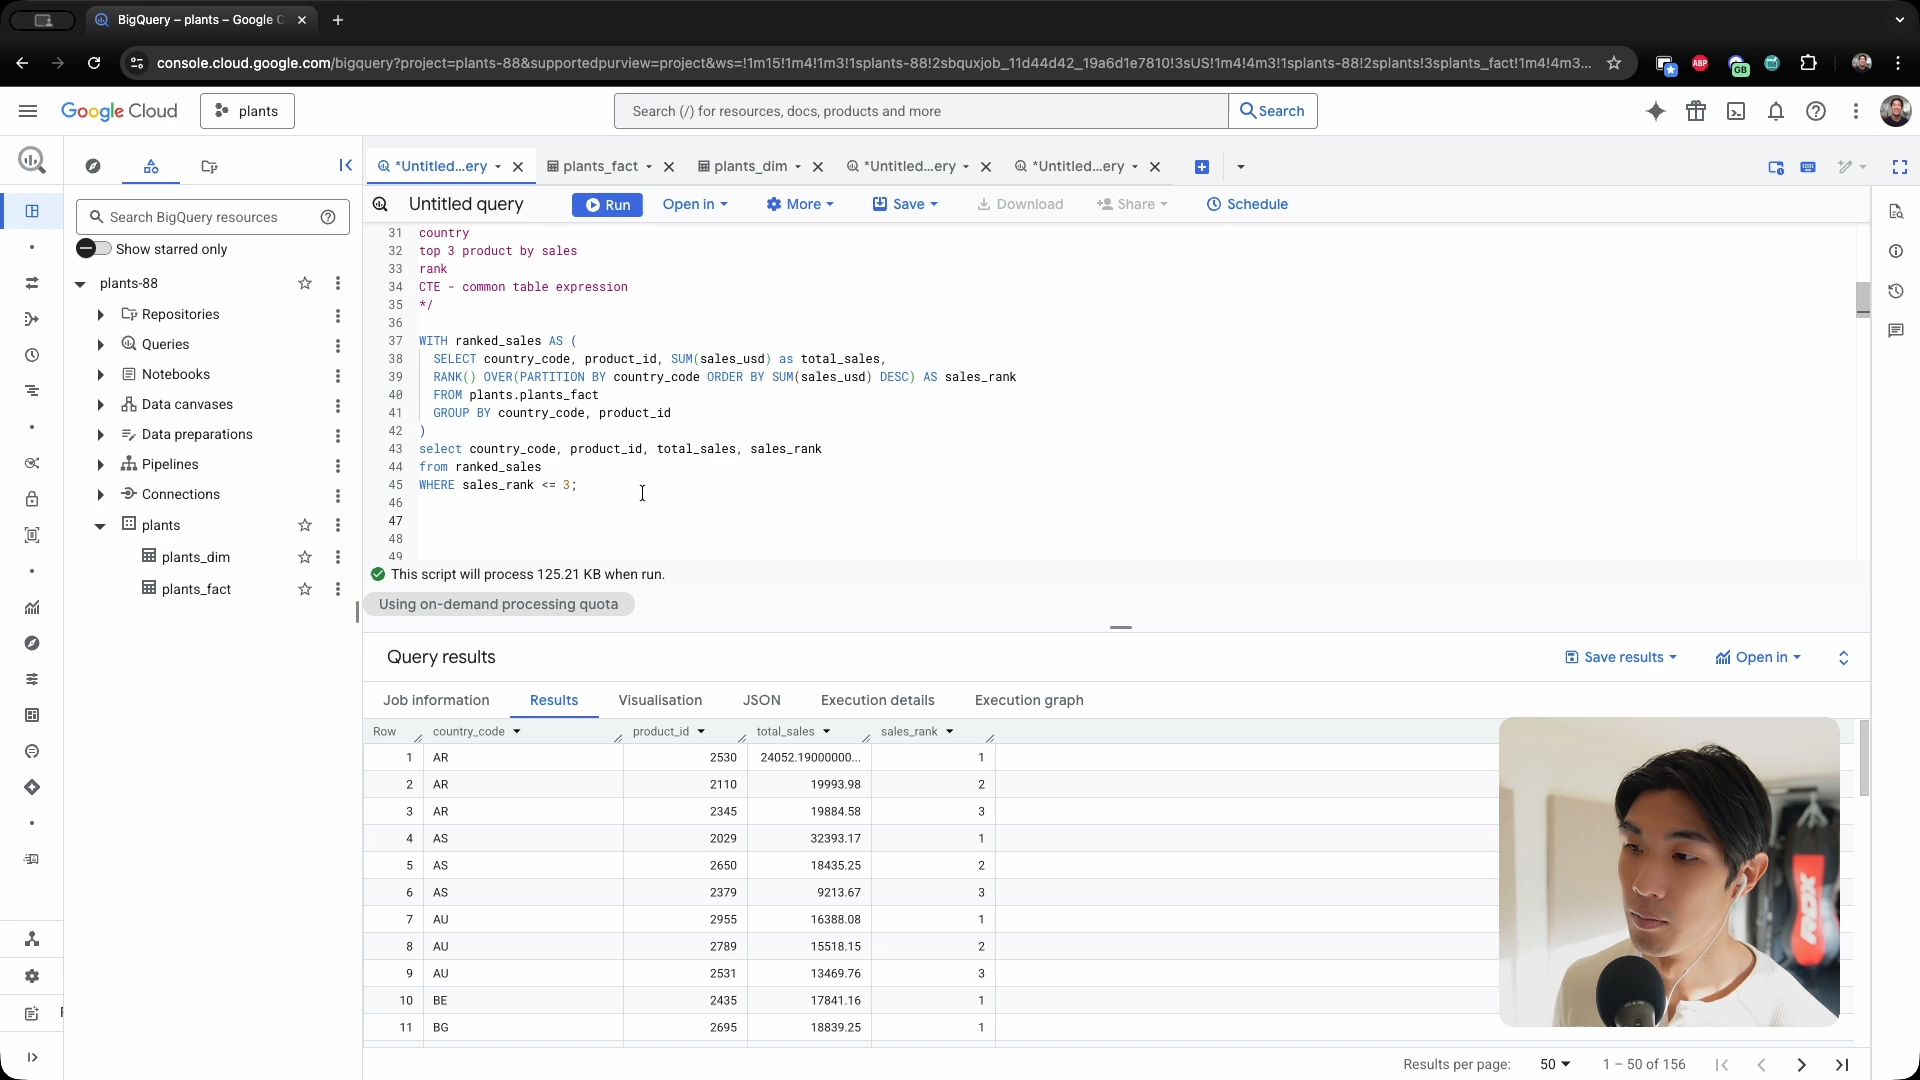 BigQuery – plants – Google C
console.cloud.google.com/bigquery?project=plants-88&supportedpurview=project&ws=!1m15!1m4!1m3!1splants-88!2sbquxjob_11d44d42_19a6d1e7810!3sUS!1m4!4m3!1splants-88!2splants!3splants_fact!1m4!4m3...
ABP
GB
Google Cloud
plants
Search (/) for resources, docs, products and more
Search
*Untitled...ery
plants_fact
plants_dim
*Untitled...ery
*Untitled...ery
Untitled query
Run
Open in
More
Save
Download
Share
Schedule
Search BigQuery resources
Show starred only
plants-88
Repositories
Queries
Notebooks
Data canvases
Data preparations
Pipelines
Connections
plants
plants_dim
plants_fact
31 country
32 top 3 product by sales
33 rank
34 CTE - common table expression
35 */
36
37 WITH ranked_sales AS (
38 SELECT country_code, product_id, SUM(sales_usd) as total_sales,
39 RANK() OVER(PARTITION BY country_code ORDER BY SUM(sales_usd) DESC) AS sales_rank
40 FROM plants.plants_fact
41 GROUP BY country_code, product_id
42 )
43 select country_code, product_id, total_sales, sales_rank
44 from ranked_sales
45 WHERE sales_rank <= 3;
46
47
48
49
This script will process 125.21 KB when run.
Using on-demand processing quota
Query results
Save results
Open in
Job information
Results
Visualisation
JSON
Execution details
Execution graph
Row country_code product_id total_sales sales_rank
1 AR 2530 24052.19000000... 1
2 AR 2110 19993.98 2
3 AR 2345 19884.58 3
4 AS 2029 32393.17 1
5 AS 2650 18435.25 2
6 AS 2379 9213.67 3
7 AU 2955 16388.08 1
8 AU 2789 15518.15 2
9 AU 2531 13469.76 3
10 BE 2435 17841.16 1
11 BG 2695 18839.25 1
RDX
Results per page: 50 1 – 50 of 156